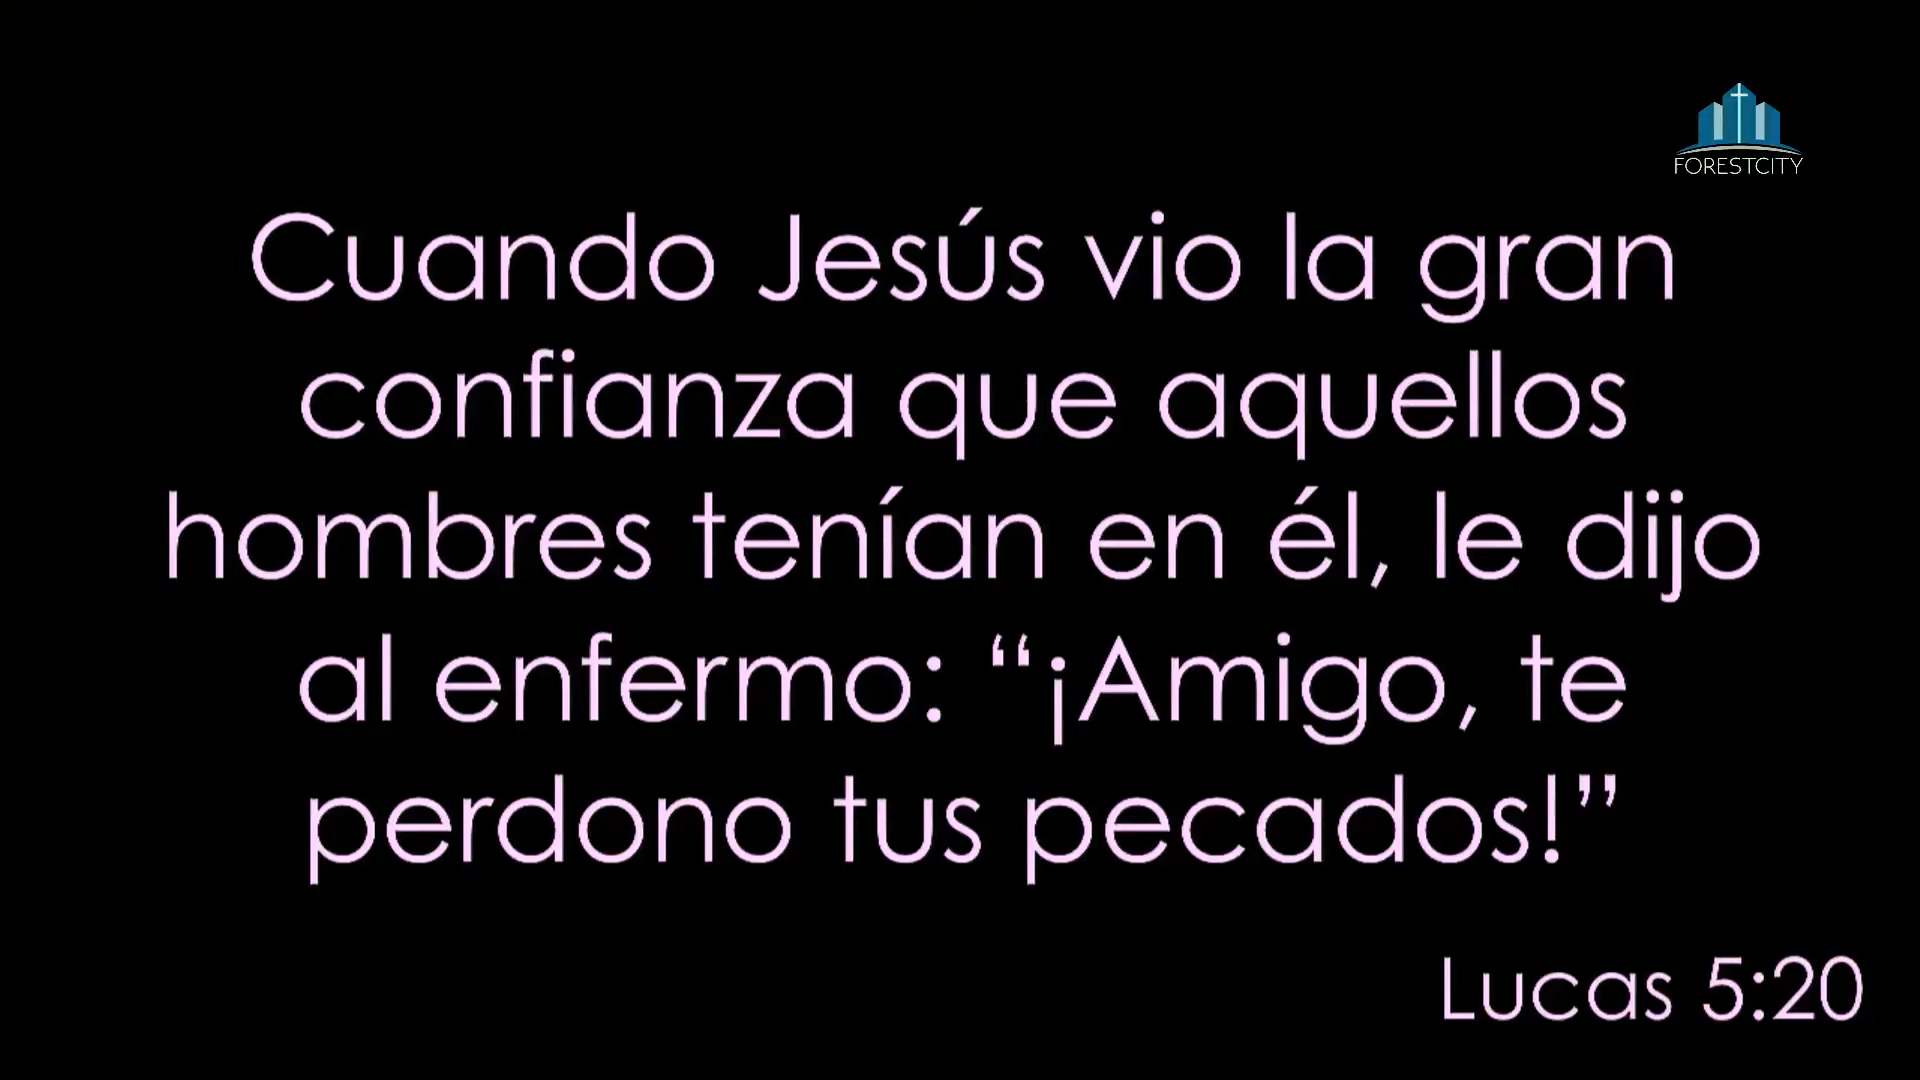 FORESTCITY
Cuando Jesús vio la gran
confianza que aquellos
hombres tenían en él, le dijo
al enfermo: “¡Amigo, te
perdono tus pecados!”
Lucas 5:20